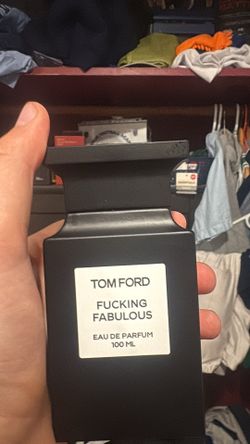 TOM FORD
FUCKING
FABULOUS
EAU DE PARFUM
100 ML